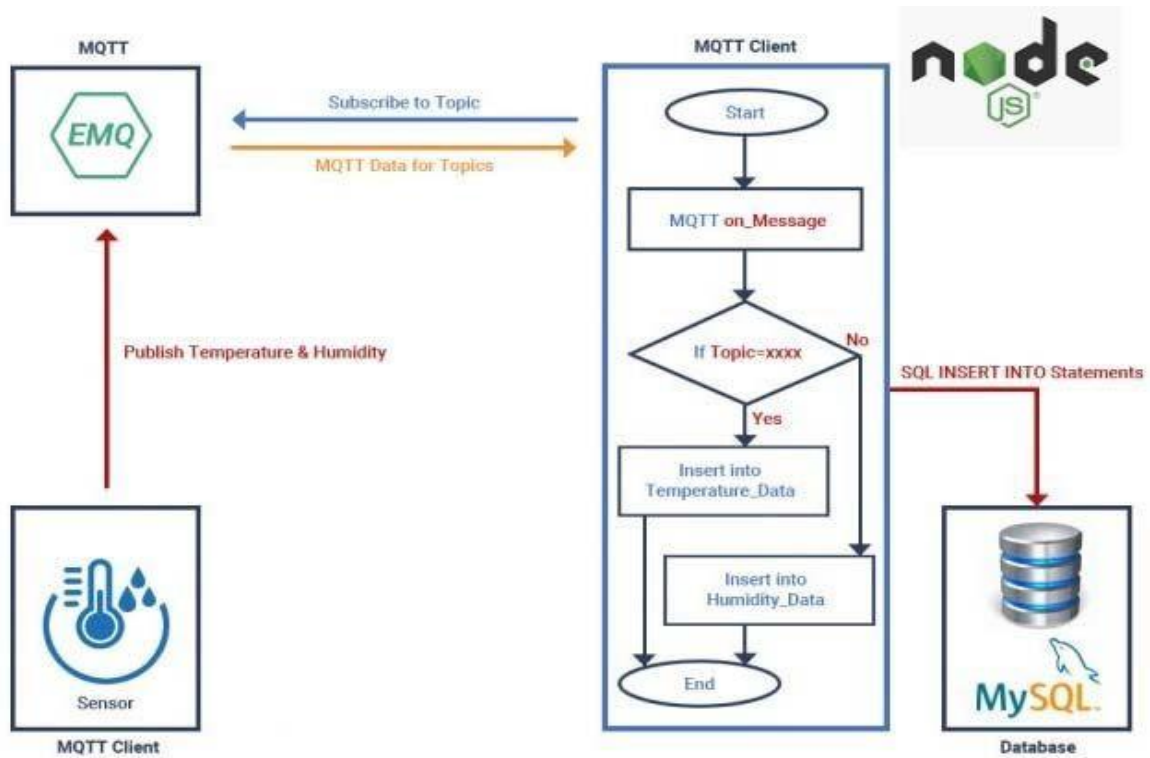 MQTT
EMQ
Subscribe to Topic
MQTT Data for Topics
Publish Temperature & Humidity
Sensor
MQTT Client
MQTT Client
Start
MQTT on_Message
If Topic=xxxx
No
Yes
Insert into
Temperature_Data
Insert into
Humidity_Data
End
node
JS®
SQL INSERT INTO Statements
MySQL™
Database